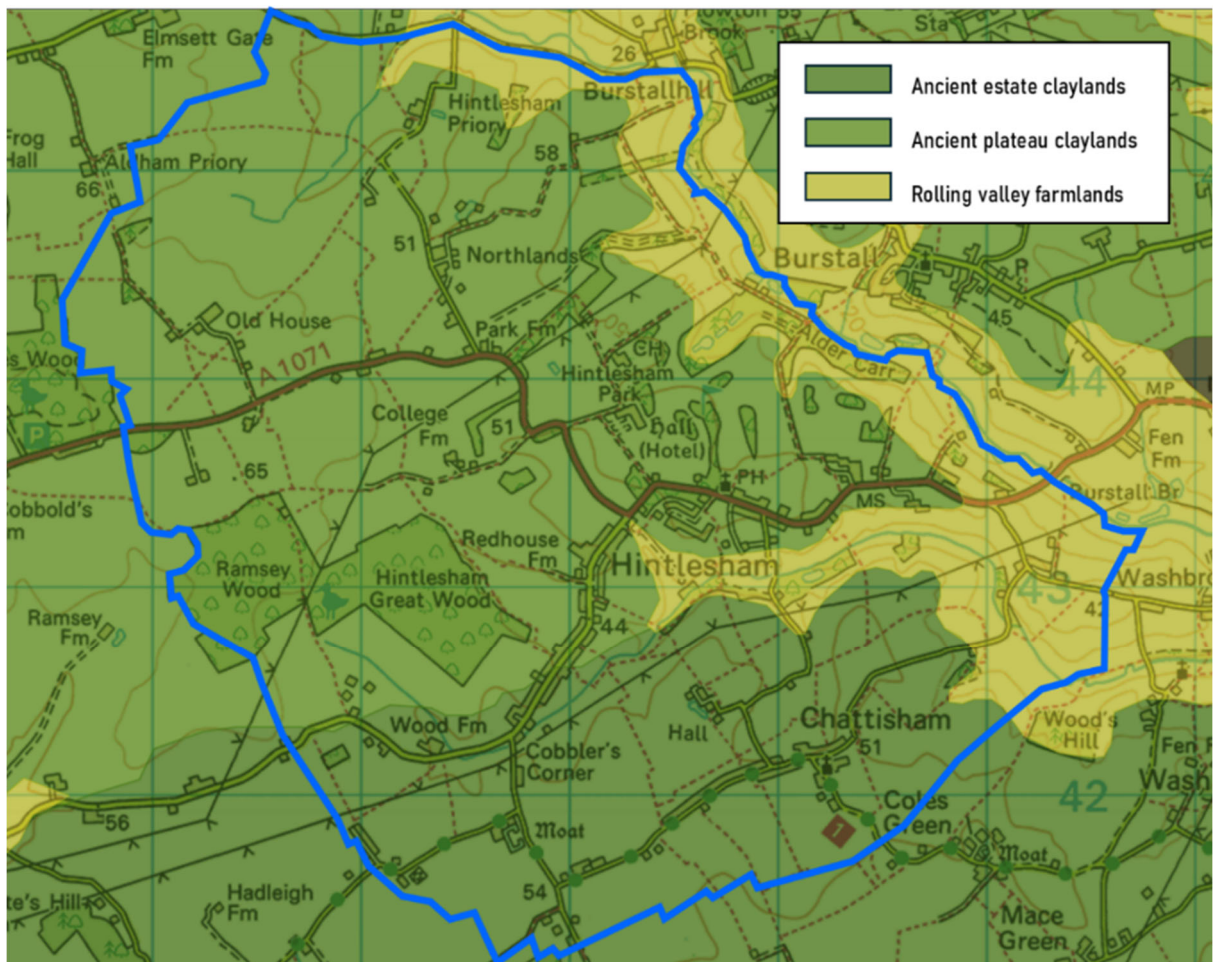 Elmsett Gate
Fm
Sta
Brook
26
Burstallhill
Ancient estate claylands
Ancient plateau claylands
Rolling valley farmlands
Hintlesham
Priory
Frog
Hall
Aldham Priory
66
58
51
Northlands
Burstall
45
Old House
Park Fm
A 1071
CH
Hintlesham
Park
Alder
Carr
44
MP
P
College
Fm
51
Hall
(Hotel)
Fen
Fm
65
PH
MS
Burstall Br
Redhouse
Fm
Hintlesham
Ramsey
Wood
Hintlesham
Great Wood
43
42
Ramsey
Fm
44
Wood Fm
Hall
Chattisham
51
Wood's
Hill
Cobbler's
Corner
42
56
Coles
Green
Moat
1
Moat
54
Hadleigh
Fm
Mace
Green